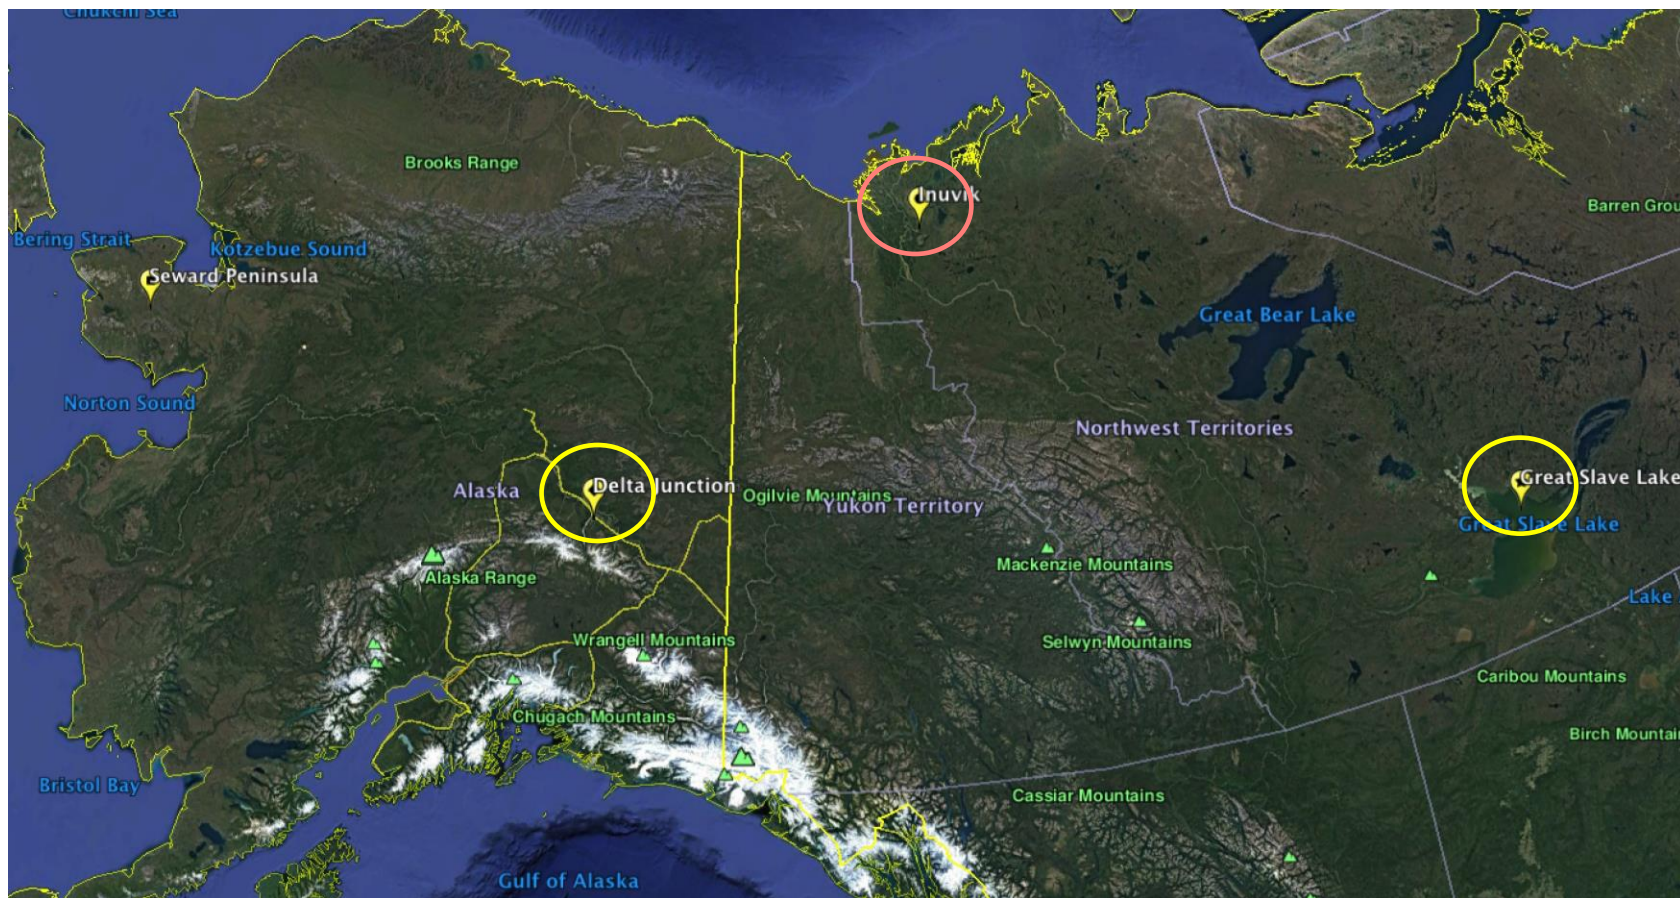 Chukchi Sea
Brooks Range
Inuvik
Barren Grou
Bering Strait
Kotzebue Sound
Seward Peninsula
Great Bear Lake
Norton Sound
Northwest Territories
Great Slave Lake
Delta Junction
Alaska
Ogilvie Mountains
Yukon Territory
Great Slave Lake
Mackenzie Mountains
Alaska Range
Lake
Wrangell Mountains
Selwyn Mountains
Caribou Mountains
Chugach Mountains
Birch Mountai
Bristol Bay
Cassiar Mountains
Gulf of Alaska